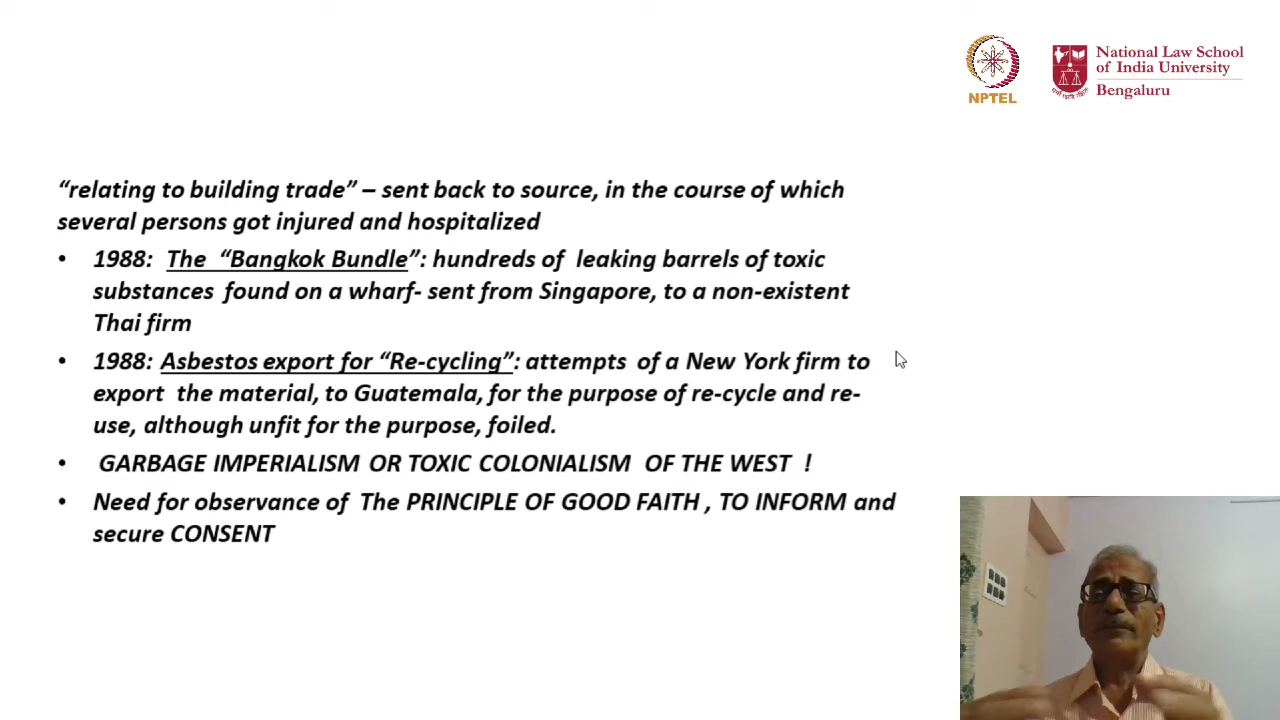 NPTEL
National Law School
of India University
Bengaluru
“relating to building trade” – sent back to source, in the course of which
several persons got injured and hospitalized
• 1988: The “Bangkok Bundle”: hundreds of leaking barrels of toxic
substances found on a wharf- sent from Singapore, to a non-existent
Thai firm
• 1988: Asbestos export for “Re-cycling”: attempts of a New York firm to
export the material, to Guatemala, for the purpose of re-cycle and re-
use, although unfit for the purpose, foiled.
• GARBAGE IMPERIALISM OR TOXIC COLONIALISM OF THE WEST !
• Need for observance of The PRINCIPLE OF GOOD FAITH , TO INFORM and
secure CONSENT